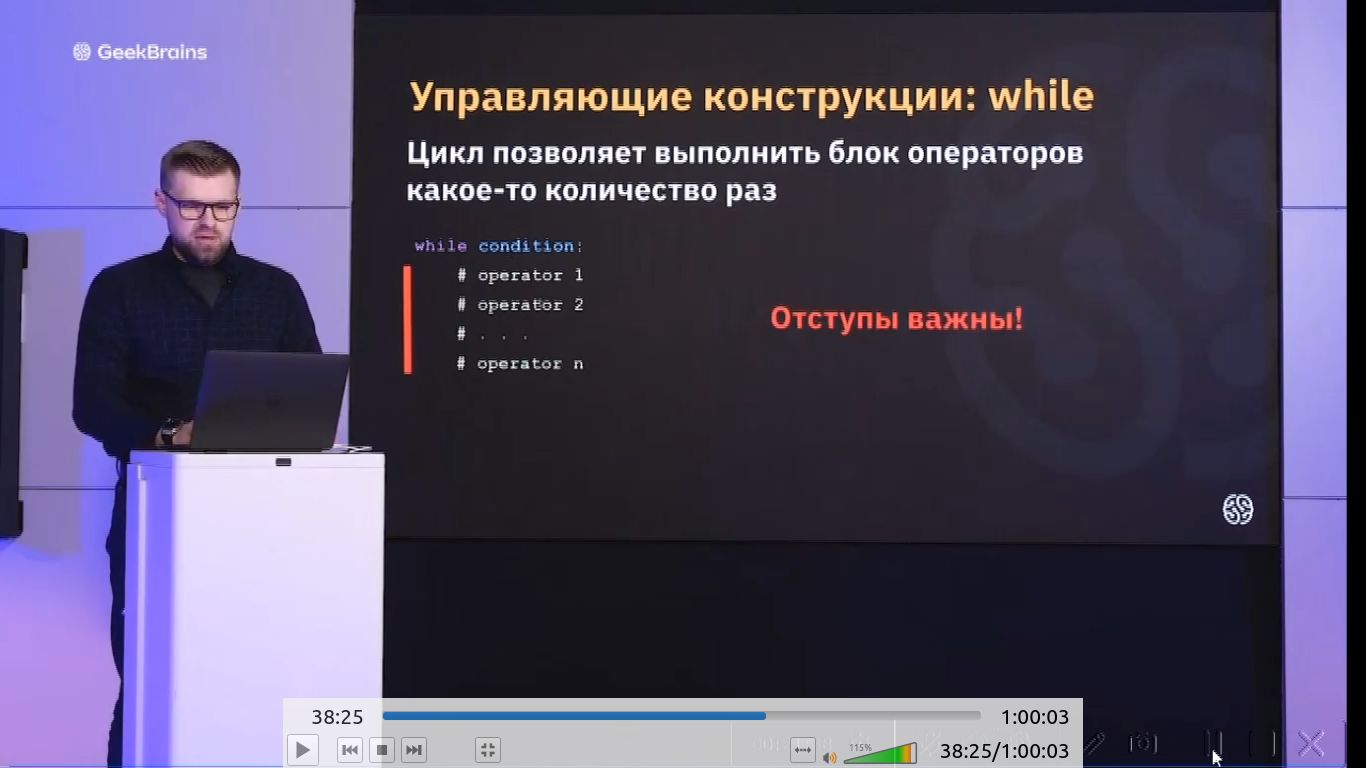 GeekBrains
Управляющие конструкции: while
Цикл позволяет выполнить блок операторов
какое-то количество раз
while condition:
# operator 1
# operator 2
# . . .
# operator n
Отступы важны!
38:25
1:00:03
115%
38:25/1:00:03